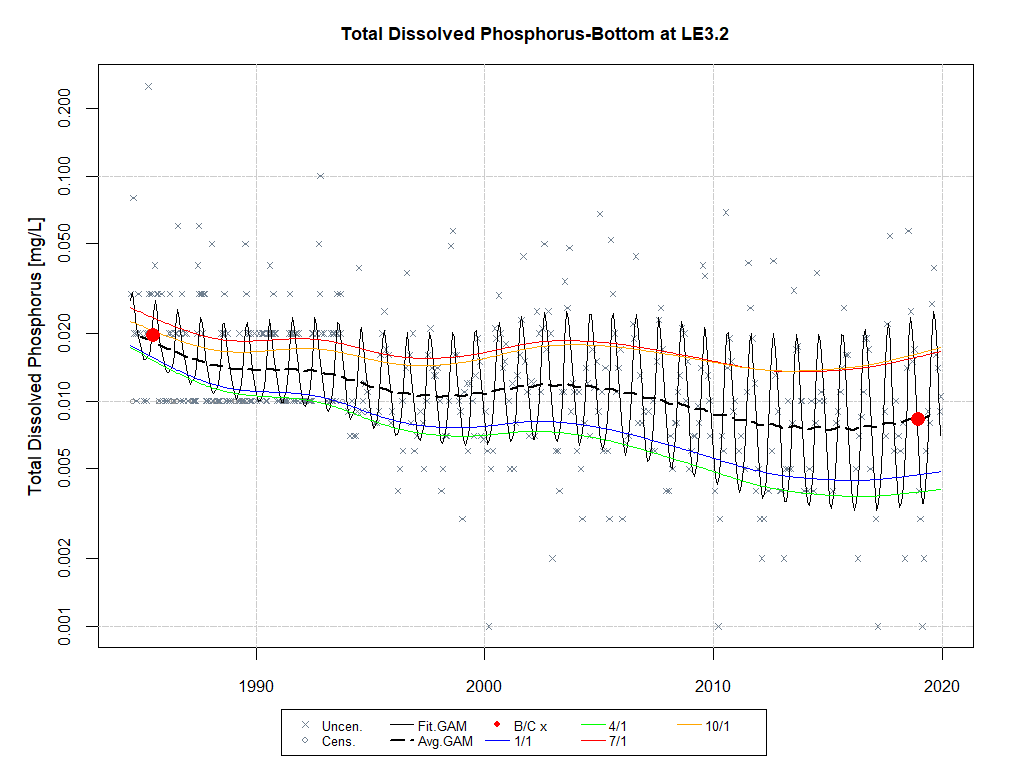 Total Dissolved Phosphorus-Bottom at LE3.2
Total Dissolved Phosphorus [mg/L]
0.200
0.100
0.050
0.020
0.010
0.005
0.002
0.001
1990 2000 2010 2020
Uncen. Fit.GAM B/C x 4/1 10/1
Cens. Avg.GAM 1/1 7/1